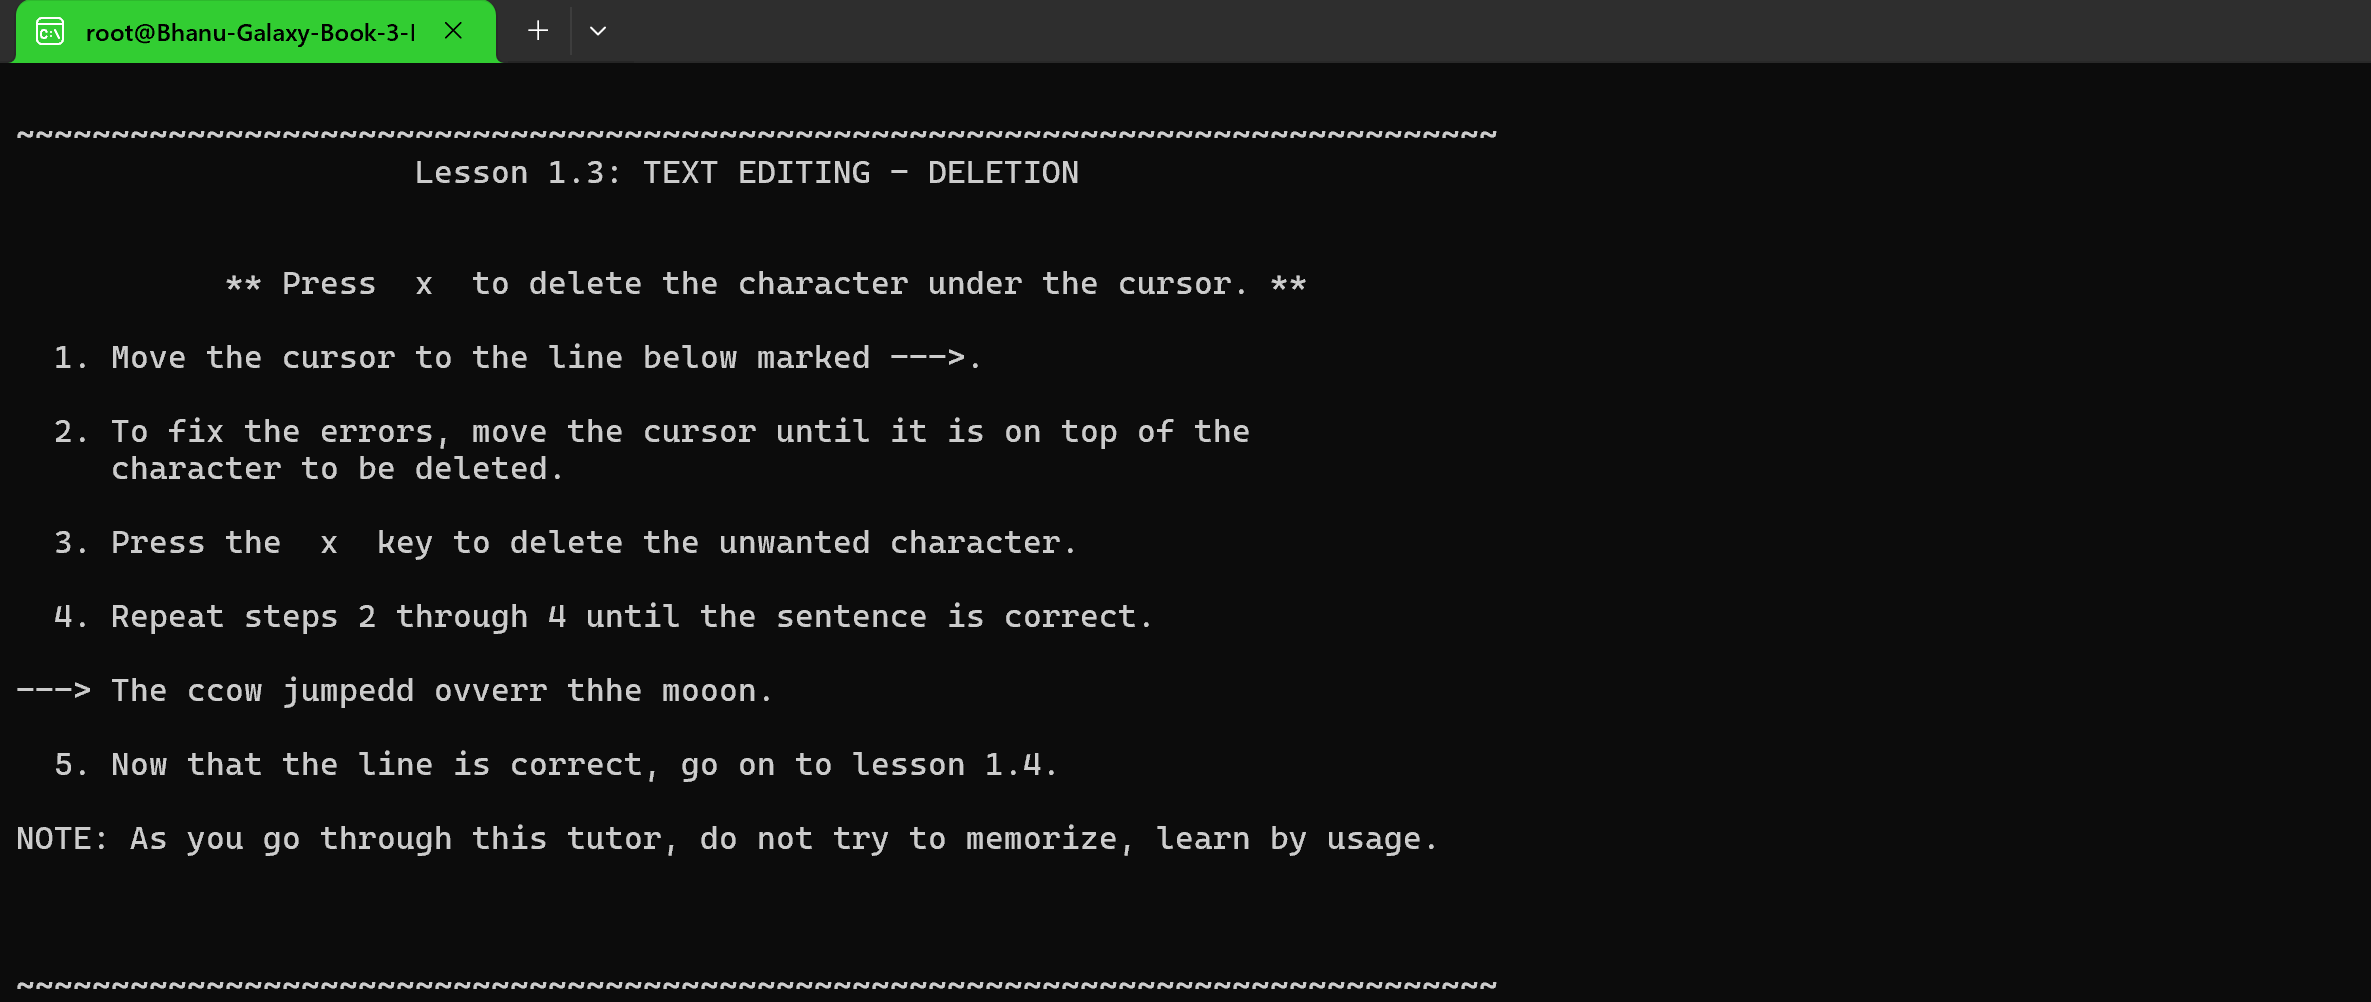 root@Bhanu-Galaxy-Book-3-
~~~~~~~~~~~~~~~~~~~~~~~~~~~~~~~~~~~~~~~~~~~~~~~~~~~~~~~~~~~~~~~~~~~~~~~~~~~~~~
Lesson 1.3: TEXT EDITING - DELETION
** Press  x  to delete the character under the cursor. **
1. Move the cursor to the line below marked --->.
2. To fix the errors, move the cursor until it is on top of the
character to be deleted.
3. Press the  x  key to delete the unwanted character.
4. Repeat steps 2 through 4 until the sentence is correct.
---> The ccow jumpedd ovverr thhe mooon.
5. Now that the line is correct, go on to lesson 1.4.
NOTE: As you go through this tutor, do not try to memorize, learn by usage.
~~~~~~~~~~~~~~~~~~~~~~~~~~~~~~~~~~~~~~~~~~~~~~~~~~~~~~~~~~~~~~~~~~~~~~~~~~~~~~